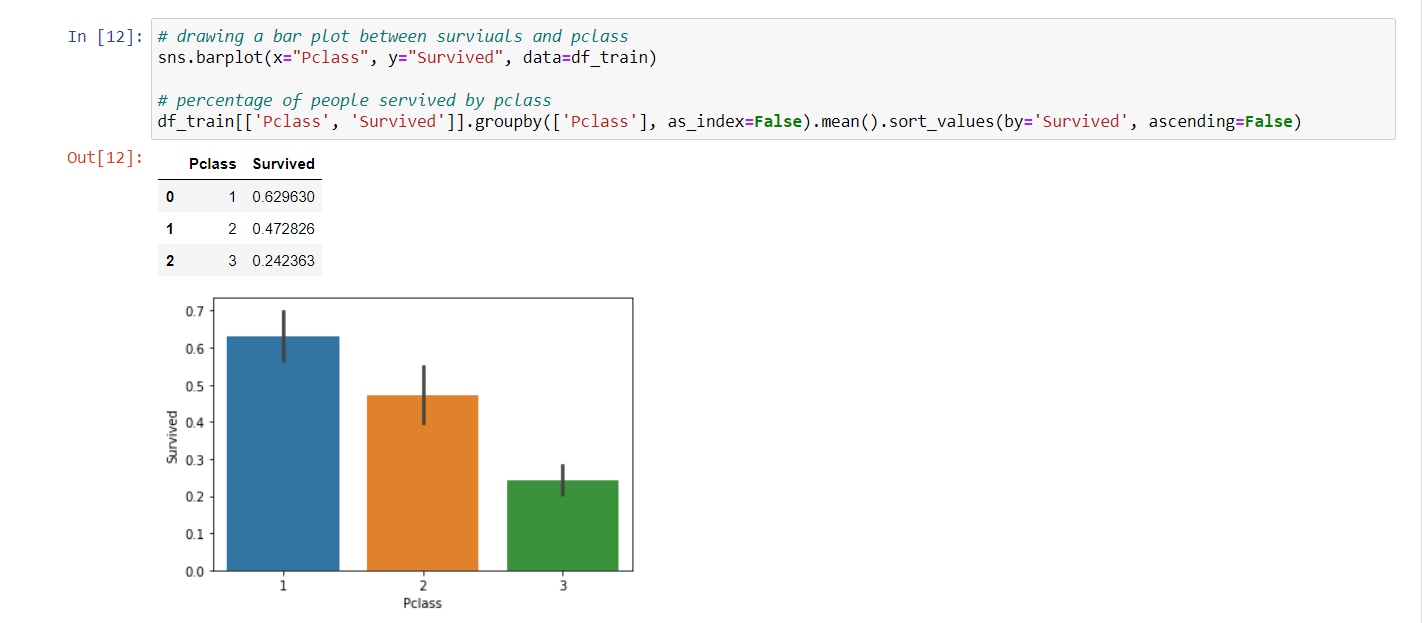 In [12]: # drawing a bar plot between surviuals and pclass
sns.barplot(x="Pclass", y="Survived", data=df_train)
# percentage of people servived by pclass
df_train[['Pclass', 'Survived']].groupby(['Pclass'], as_index=False).mean().sort_values(by='Survived', ascending=False)
Out[12]:
Pclass Survived
0 1 0.629630
1 2 0.472826
2 3 0.242363
0.7
0.6
0.5
0.4
0.3
0.2
0.1
0.0
Survived
1 2 3
Pclass